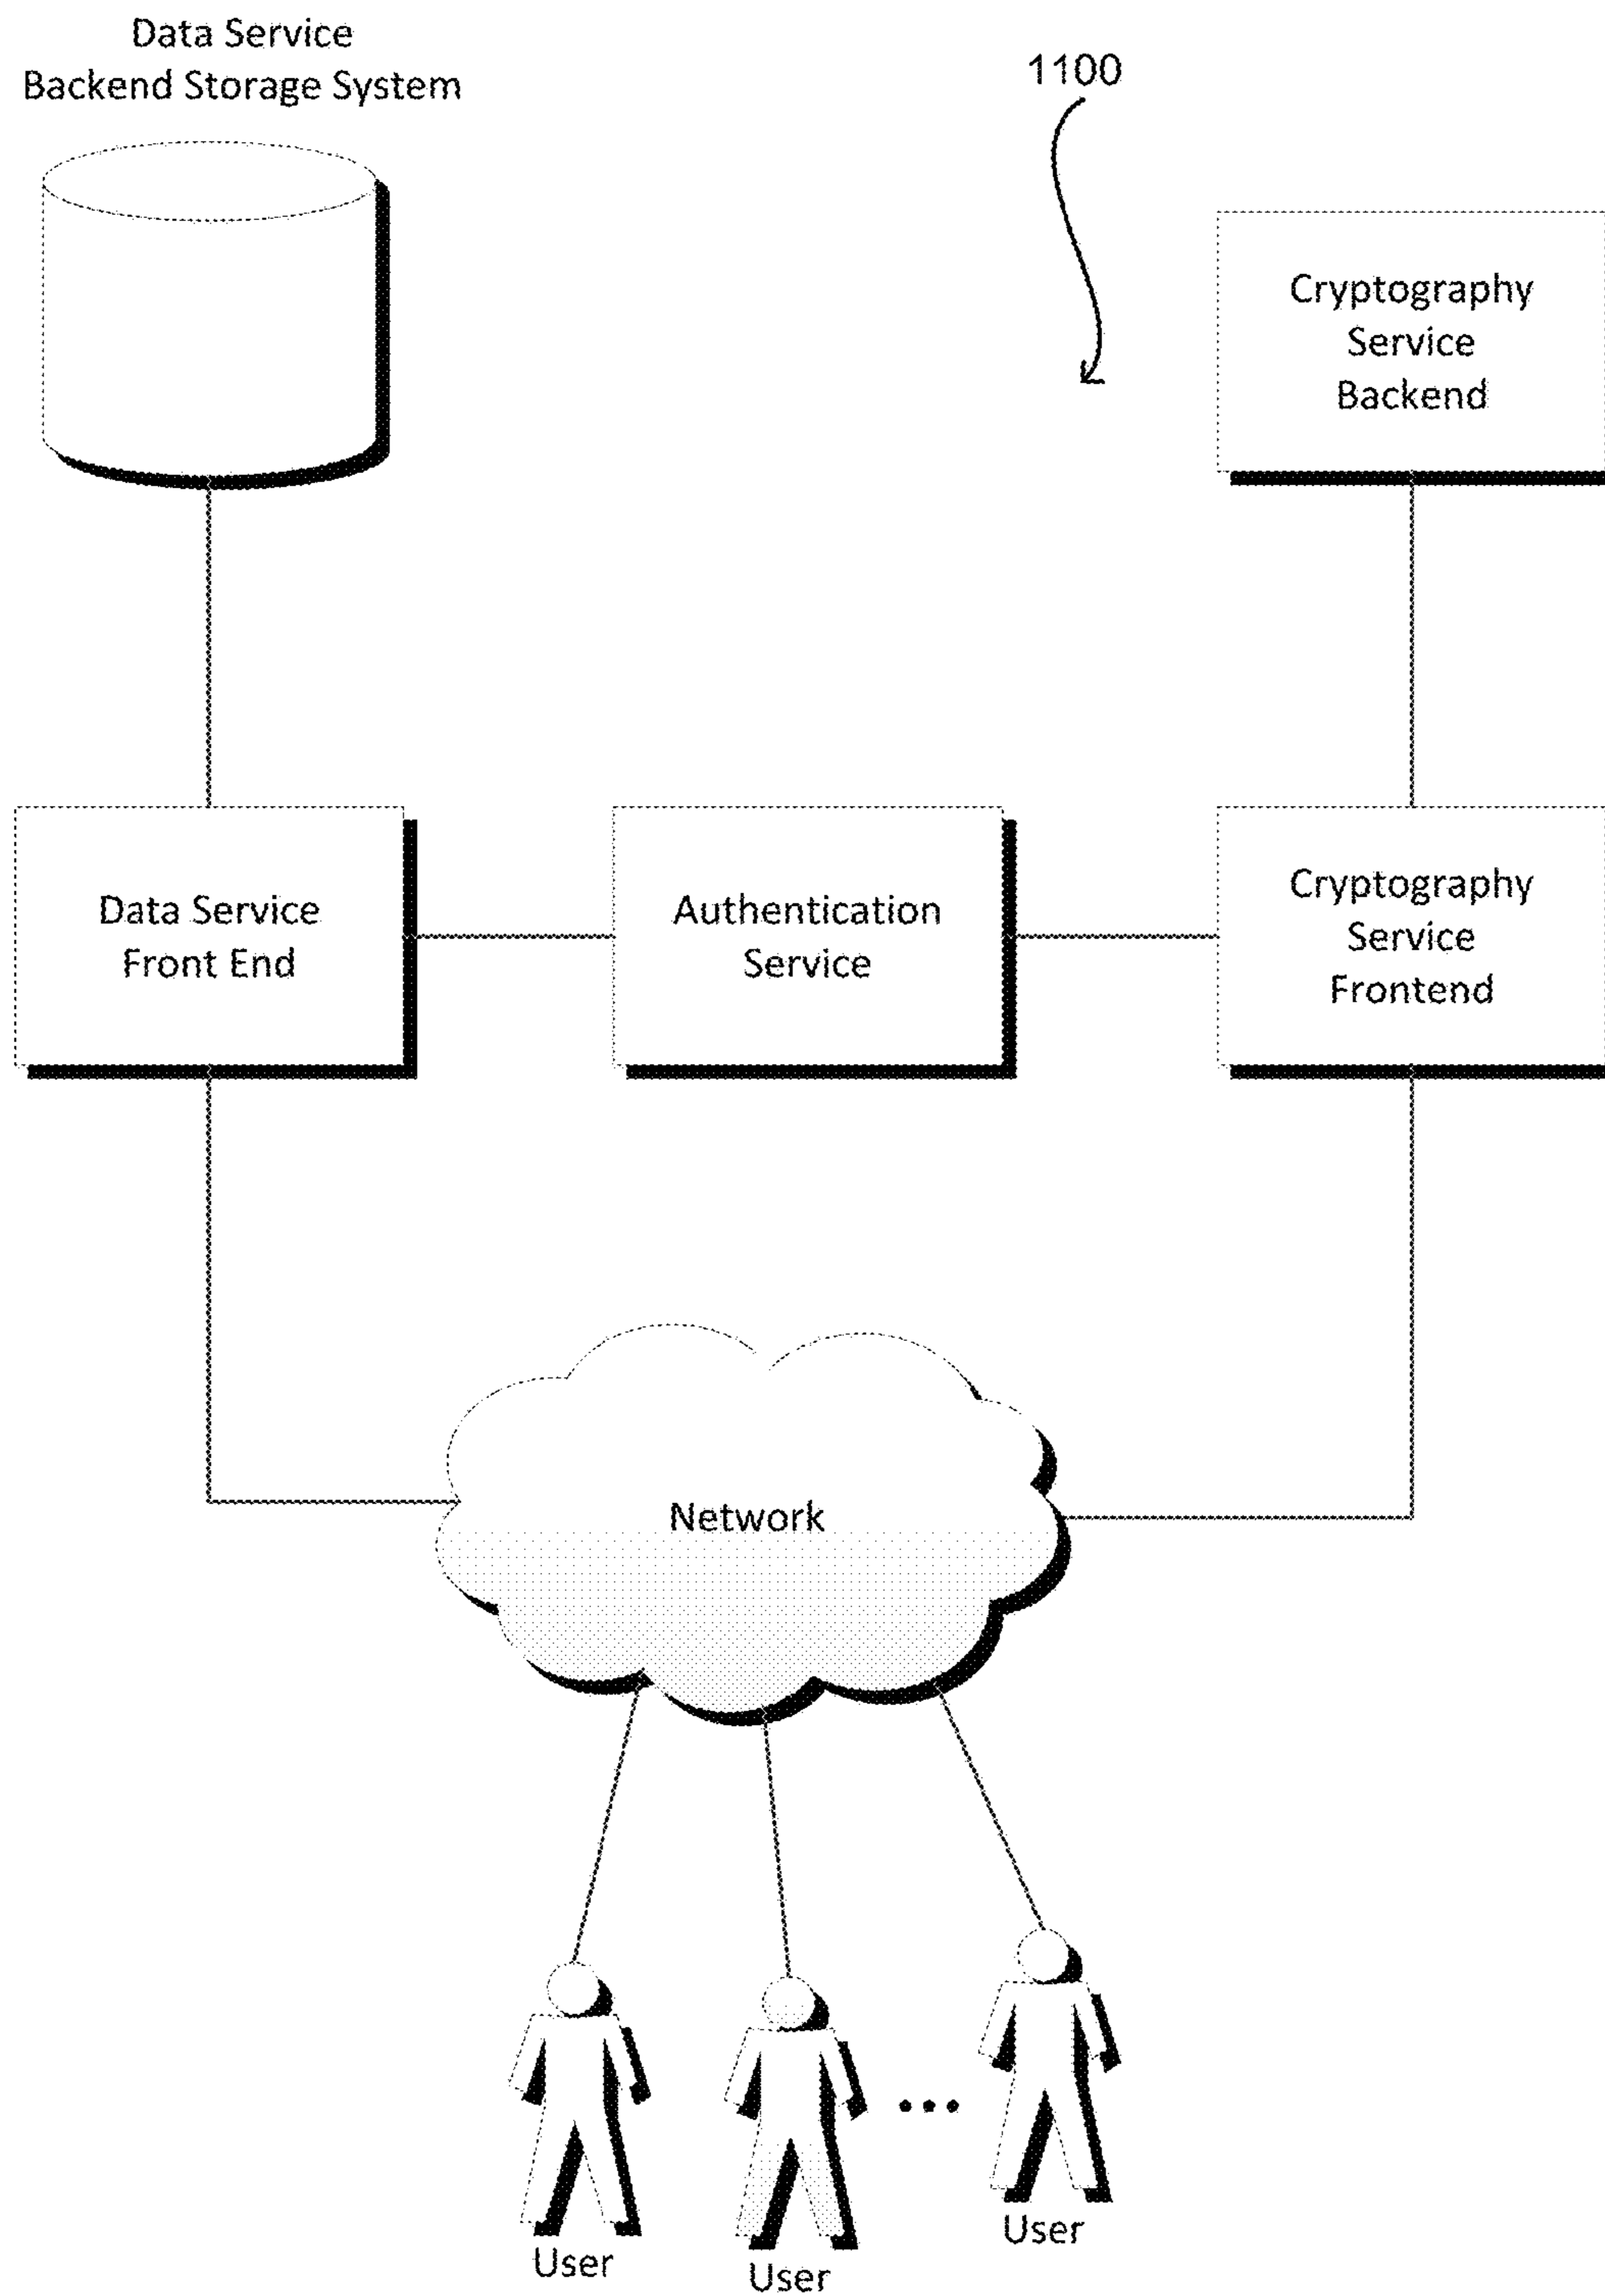 Data Service
Backend Storage System
1100
Cryptography
Service
Backend
Data Service
Front End
Authentication
Service
Cryptography
Service
Frontend
Network
User
User
User